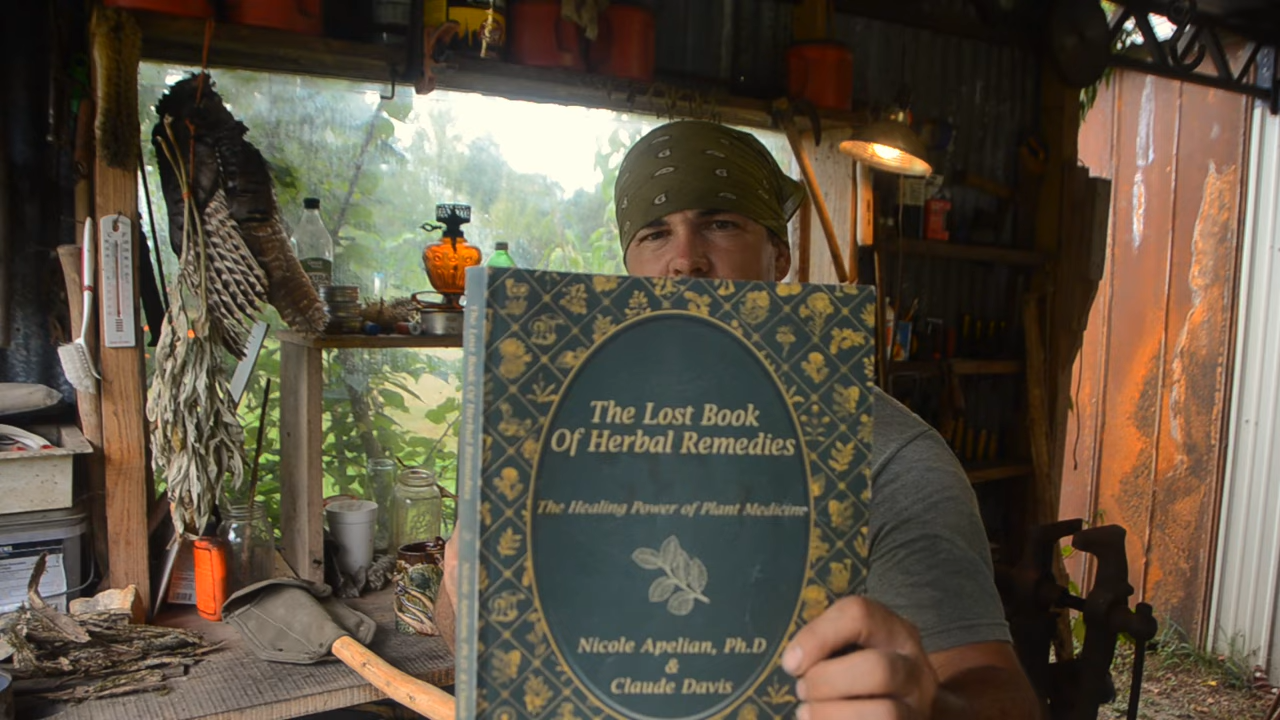 The Lost Book
Of Herbal Remedies
The Healing Power of Plant Medicine
Nicole Apelian, Ph.D
&
Claude Davis